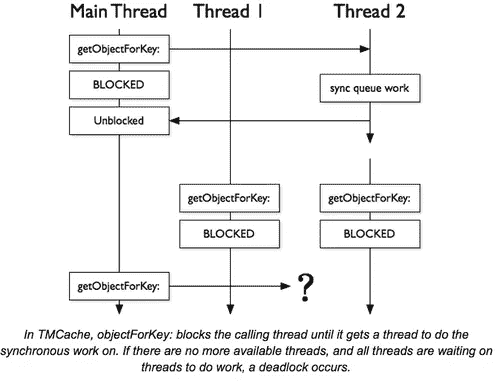 Main Thread Thread 1 Thread 2
getObjectForKey:
BLOCKED
sync queue work
Unblocked
getObjectForKey: getObjectForKey:
BLOCKED BLOCKED
getObjectForKey: ?
In TMCache, objectForKey: blocks the calling thread until it gets a thread to do the
synchronous work on. If there are no more available threads, and all threads are waiting on
threads to do work, a deadlock occurs.